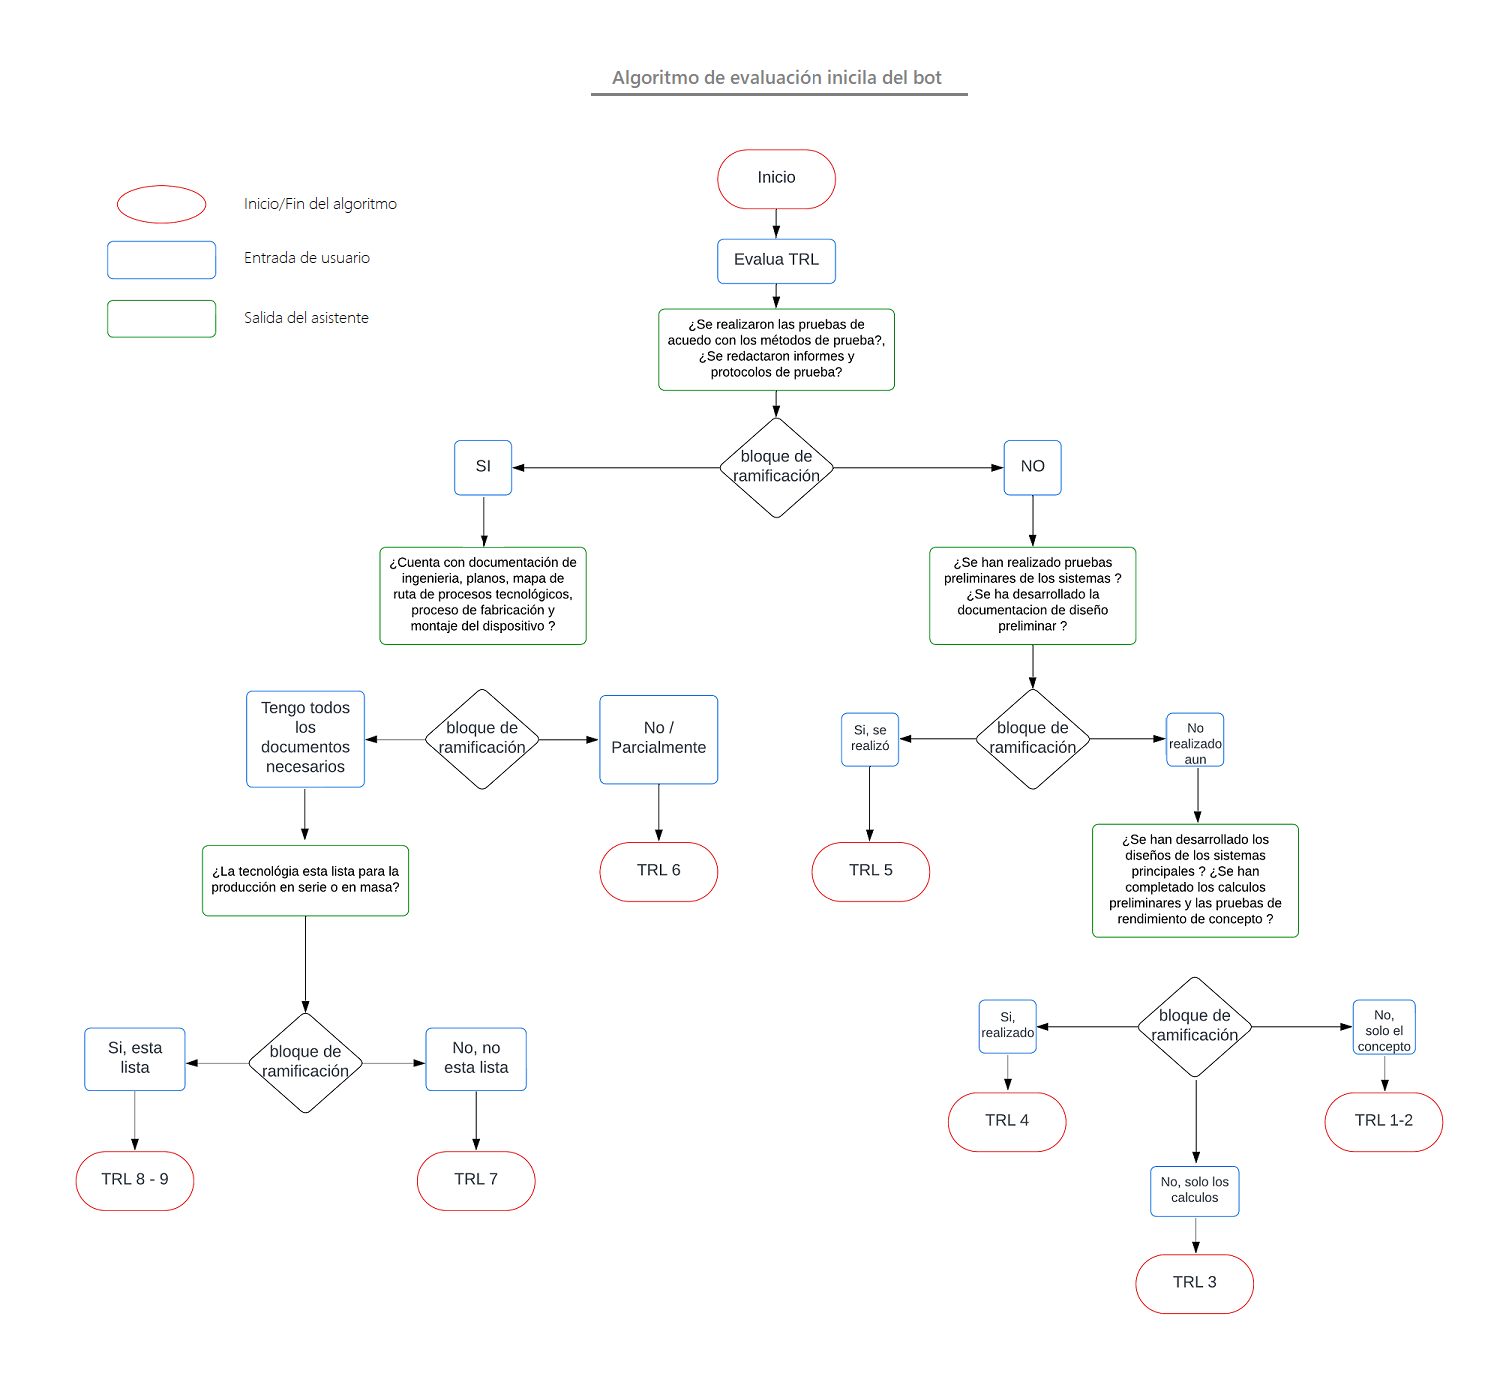 Algoritmo de evaluación inicila del bot
Inicio/Fin del algoritmo
Entrada de usuario
Salida del asistente
Inicio
Evalua TRL
¿Se realizaron las pruebas de
acuedo con los métodos de prueba?,
¿Se redactaron informes y
protocolos de prueba?
bloque de
ramificación
SI
NO
¿Cuenta con documentación de
ingenieria, planos, mapa de
ruta de procesos tecnológicos,
proceso de fabricación y
montaje del dispositivo ?
¿Se han realizado pruebas
preliminares de los sistemas ?
¿Se ha desarrollado la
documentacion de diseño
preliminar ?
Tengo todos
los
documentos
necesarios
bloque de
ramificación
No /
Parcialmente
Si, se
realizó
bloque de
ramificación
No
realizado
aun
¿La tecnológia esta lista para la
producción en serie o en masa?
TRL 6
TRL 5
¿Se han desarrollado los
diseños de los sistemas
principales ? ¿Se han
completado los calculos
preliminares y las pruebas de
rendimiento de concepto ?
Si, esta
lista
bloque de
ramificación
No, no
esta lista
Si,
realizado
bloque de
ramificación
No,
solo el
concepto
TRL 8 - 9
TRL 7
TRL 4
TRL 1-2
No, solo los
calculos
TRL 3